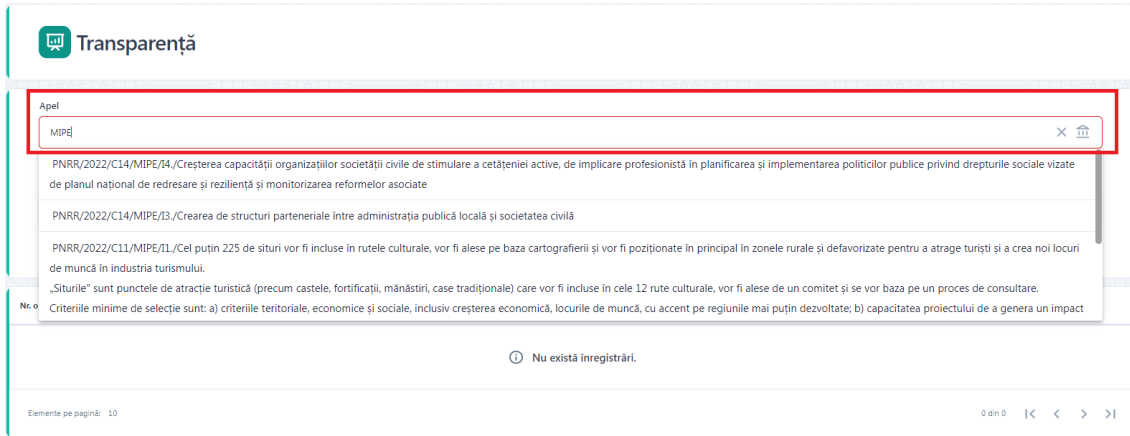 Transparență
Apel
MIPE
PNRR/2022/C14/MIPE/I4./Creșterea capacității organizațiilor societății civile de stimulare a cetățeniei active, de implicare profesionistă în planificarea și implementarea politicilor publice privind drepturile sociale vizate
de planul național de redresare și reziliență și monitorizarea reformelor asociate
PNRR/2022/C14/MIPE/I3./Crearea de structuri parteneriale între administrația publică locală și societatea civilă
PNRR/2022/C11/MIPE/I1./Cel puțin 225 de situri vor fi incluse în rutele culturale, vor fi alese pe baza cartografierii și vor fi poziționate în principal în zonele rurale și defavorizate pentru a atrage turiști și a crea noi locuri
de muncă în industria turismului.
„Siturile” sunt punctele de atracție turistică (precum castele, fortificații, mănăstiri, case tradiționale) care vor fi incluse în cele 12 rute culturale, vor fi alese de un comitet și se vor baza pe un proces de consultare.
Criteriile minime de selecție sunt: a) criteriile teritoriale, economice și sociale, inclusiv creșterea economică, locurile de muncă, cu accent pe regiunile mai puțin dezvoltate; b) capacitatea proiectului de a genera un impact
Nr. o
Nu există înregistrări.
Elemente pe pagină: 10
0 din 0